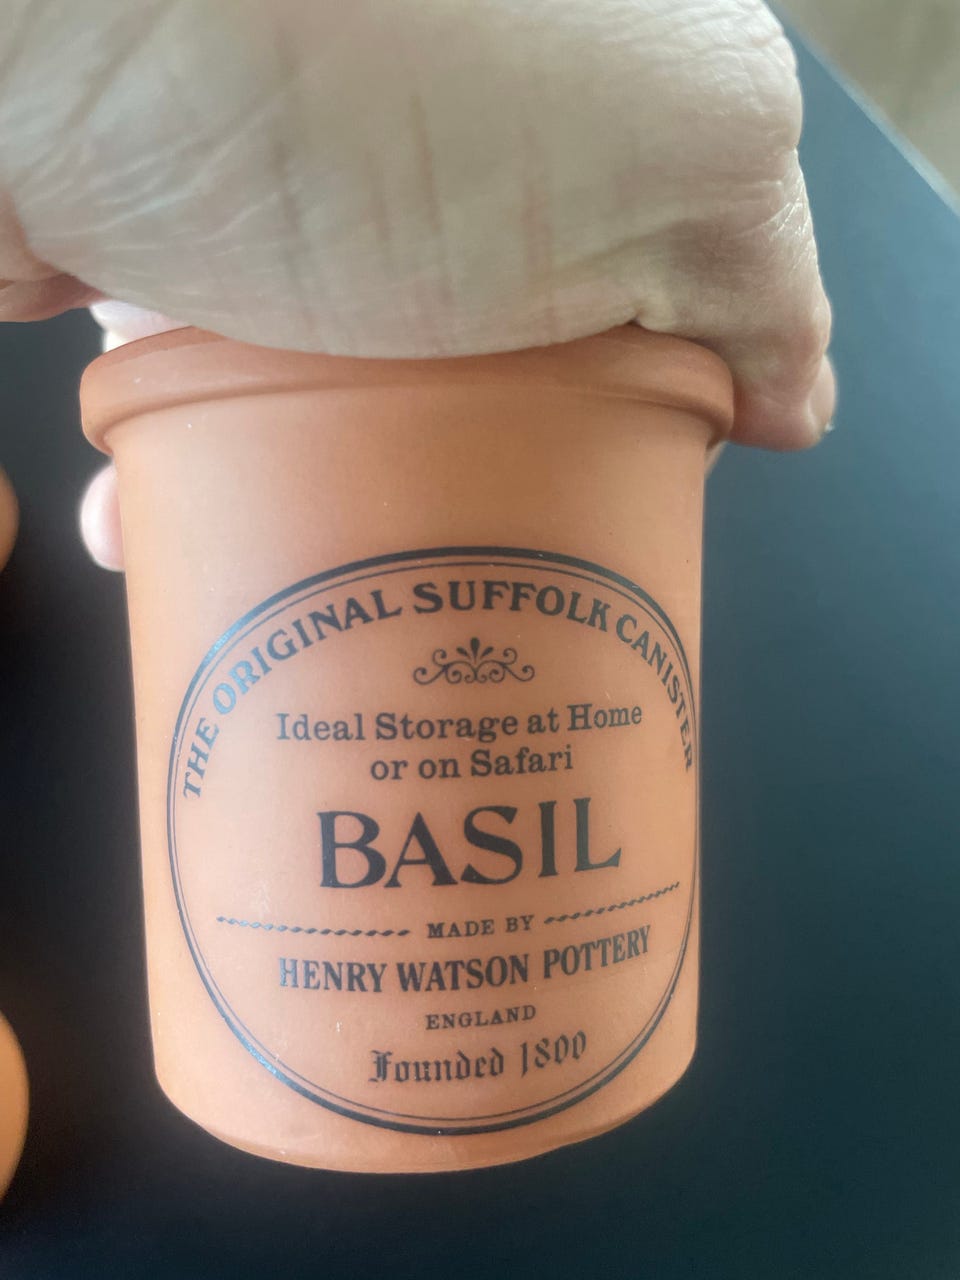 THE ORIGINAL SUFFOLK CANISTER
Ideal Storage at Home
or on Safari
BASIL
MADE BY
HENRY WATSON POTTERY
ENGLAND
Founded 1800